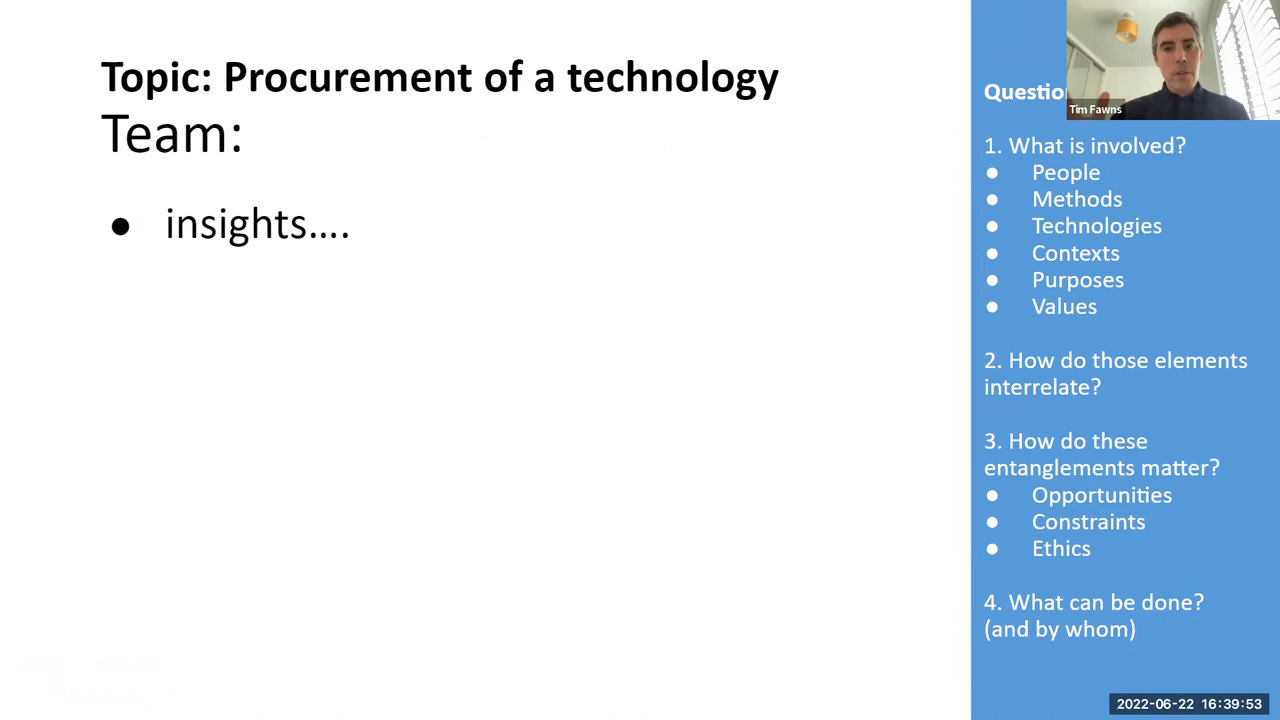 Topic: Procurement of a technology
Team:
● insights....
Questio
Tim Fawns
1. What is involved?
● People
● Methods
● Technologies
● Contexts
● Purposes
● Values
2. How do those elements
interrelate?
3. How do these
entanglements matter?
● Opportunities
● Constraints
● Ethics
4. What can be done?
(and by whom)
2022-06-22 16:39:53